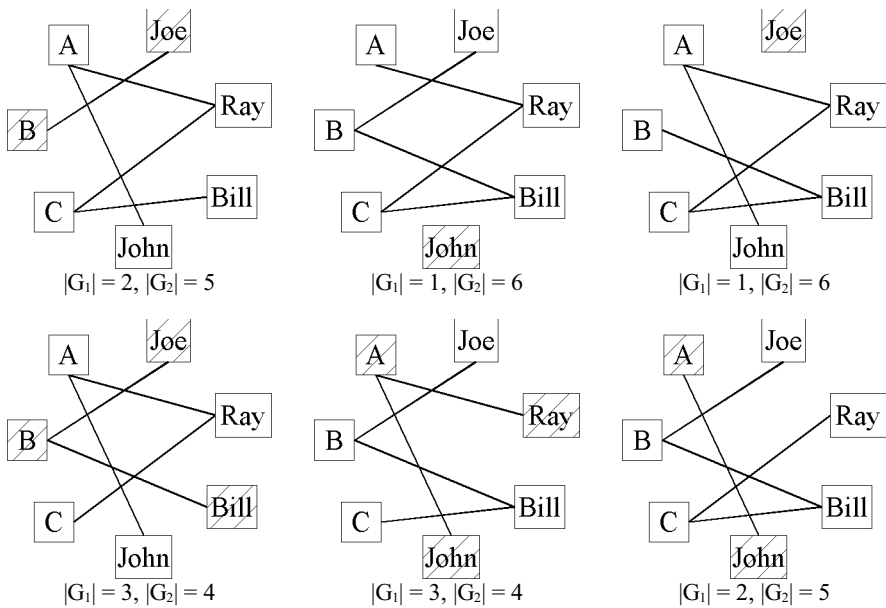 A
Joe
Ray
B
C
Bill
John
|G₁| = 2, |G₂| = 5
A
Joe
Ray
B
C
Bill
John
|G₁| = 1, |G₂| = 6
A
Joe
Ray
B
C
Bill
John
|G₁| = 1, |G₂| = 6
A
Joe
Ray
B
C
Bill
John
|G₁| = 3, |G₂| = 4
A
Joe
Ray
B
C
Bill
John
|G₁| = 3, |G₂| = 4
A
Joe
Ray
B
C
Bill
John
|G₁| = 2, |G₂| = 5